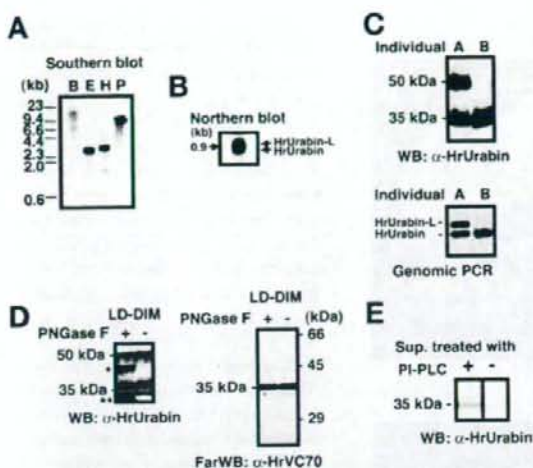 A
Southern blot
(kb) B E H P
23
9.4
6.6
4.4
2.3
2.0
0.6
B
Northern blot
(kb)
0.9
HrUrabin-L
HrUrabin
C
Individual A B
50 kDa
35 kDa
WB: α-HrUrabin
Individual A B
HrUrabin-L -
HrUrabin -
Genomic PCR
D
LD-DIM
PNGase F + -
50 kDa
*
35 kDa
**
WB: α-HrUrabin
LD-DIM
PNGase F + - (kDa)
66
45
35 kDa
29
FarWB: α-HrVC70
E
Sup. treated with
PI-PLC + -
35 kDa -
WB: α-HrUrabin